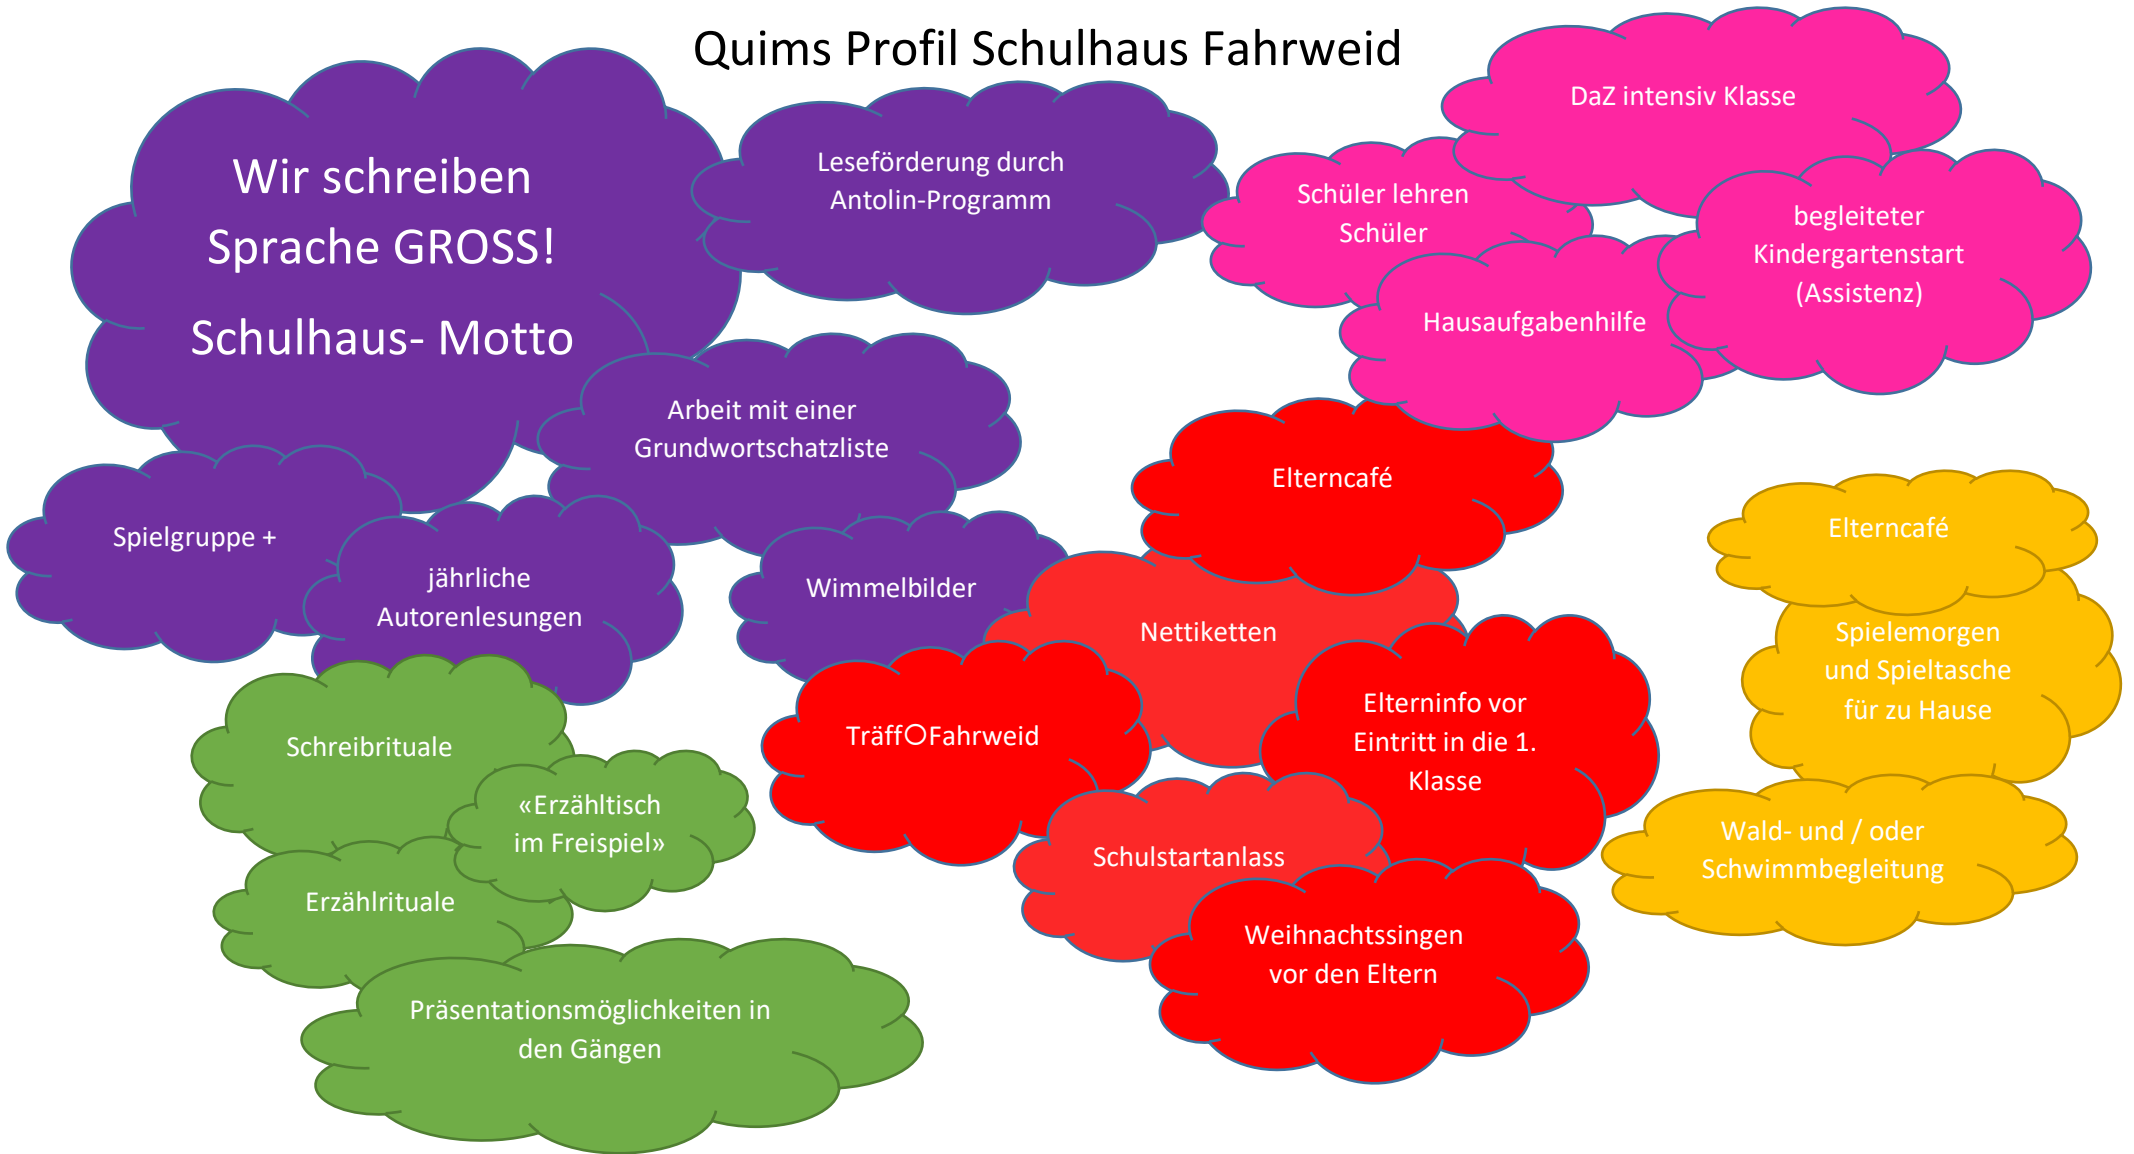 Quims Profil Schulhaus Fahrweid
Wir schreiben
Sprache GROSS!
Schulhaus- Motto
Leseförderung durch
Antolin-Programm
Arbeit mit einer
Grundwortschatzliste
Spielgruppe +
jährliche
Autorenlesungen
Wimmelbilder
DaZ intensiv Klasse
Schüler lehren
Schüler
begleiteter
Kindergartenstart
(Assistenz)
Hausaufgabenhilfe
Elterncafé
Nettiketten
Träff○Fahrweid
Elterninfo vor
Eintritt in die 1.
Klasse
Schulstartanlass
Weihnachtssingen
vor den Eltern
Elterncafé
Spielemorgen
und Spieltasche
für zu Hause
Wald- und / oder
Schwimmbegleitung
Schreibrituale
«Erzähltisch
im Freispiel»
Erzählrituale
Präsentationsmöglichkeiten in
den Gängen